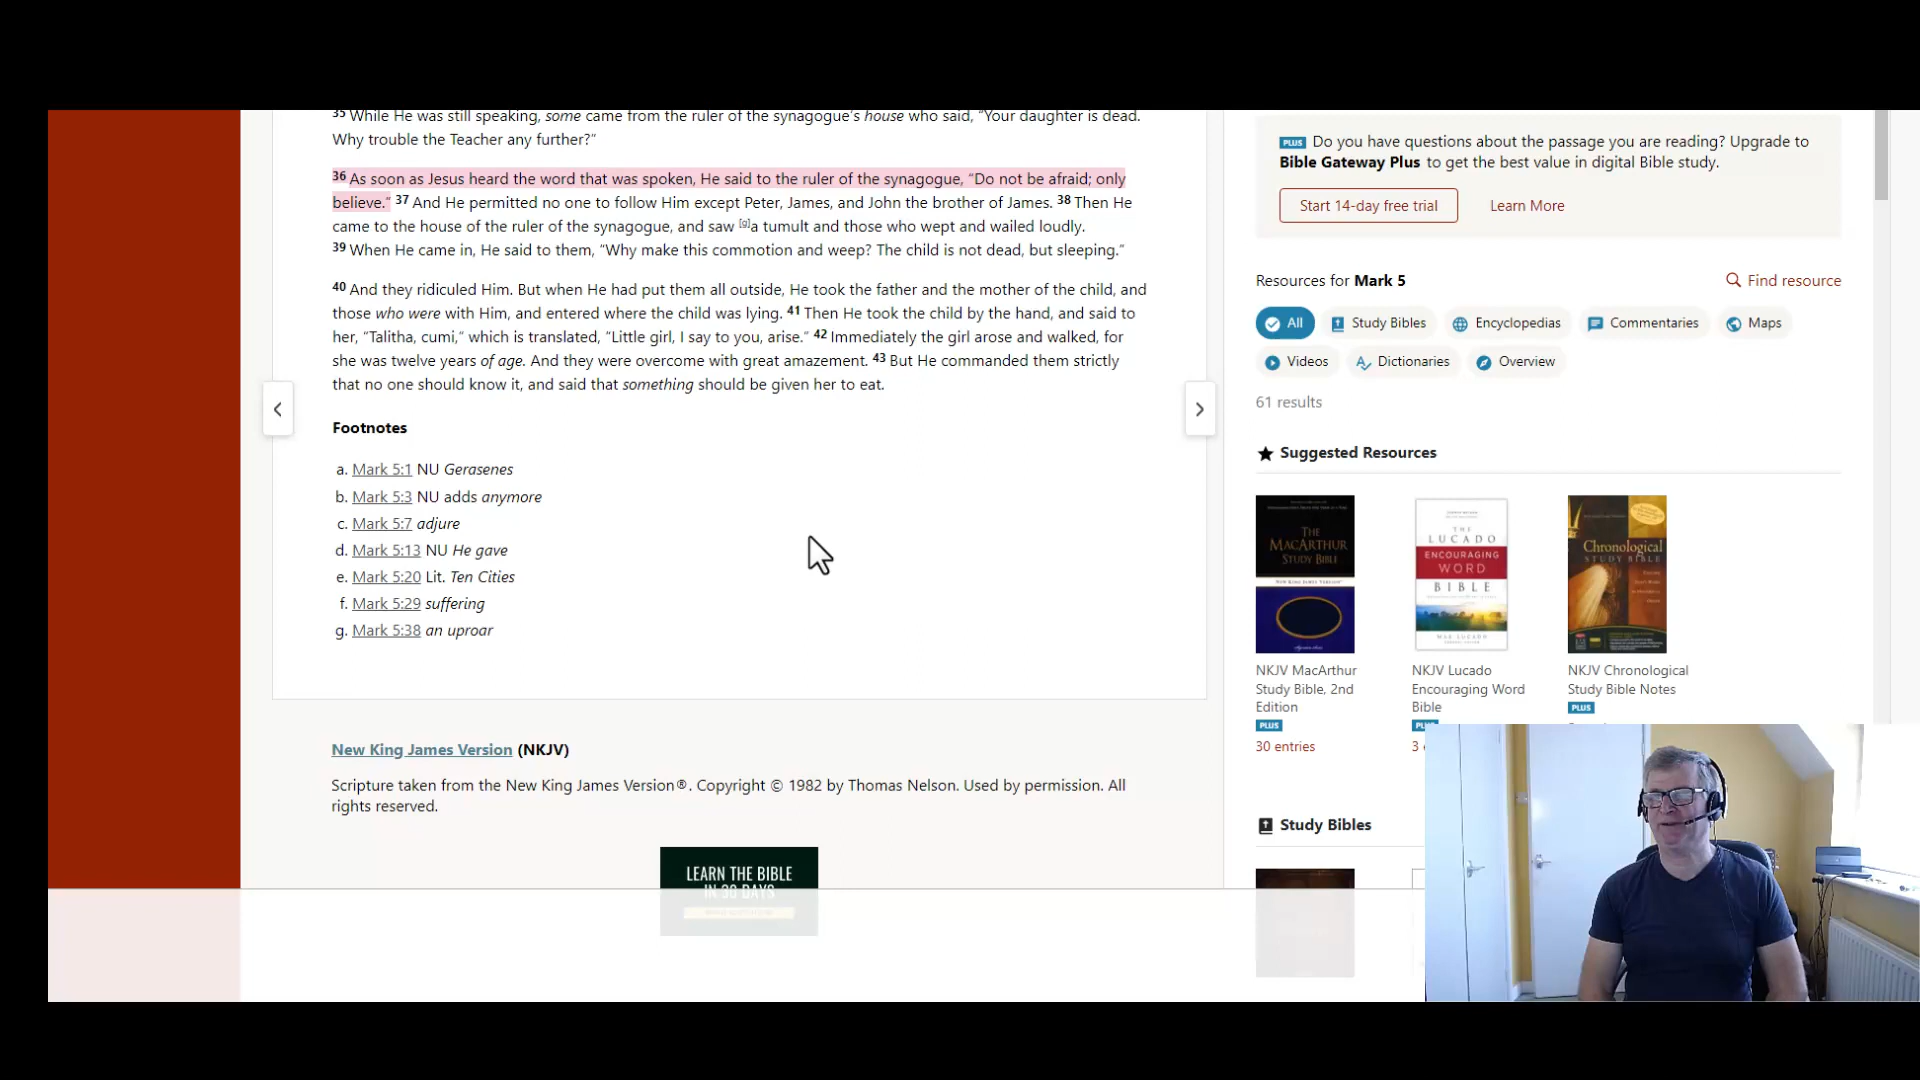 35 While He was still speaking, some came from the ruler of the synagogue's house who said, “Your daughter is dead.
Why trouble the Teacher any further?”
36 As soon as Jesus heard the word that was spoken, He said to the ruler of the synagogue, “Do not be afraid; only
believe.” 37 And He permitted no one to follow Him except Peter, James, and John the brother of James. 38 Then He
came to the house of the ruler of the synagogue, and saw [g]a tumult and those who wept and wailed loudly.
39 When He came in, He said to them, “Why make this commotion and weep? The child is not dead, but sleeping.”
40 And they ridiculed Him. But when He had put them all outside, He took the father and the mother of the child, and
those who were with Him, and entered where the child was lying. 41 Then He took the child by the hand, and said to
her, “Talitha, cumi,” which is translated, “Little girl, I say to you, arise.” 42 Immediately the girl arose and walked, for
she was twelve years of age. And they were overcome with great amazement. 43 But He commanded them strictly
that no one should know it, and said that something should be given her to eat.
Footnotes
a. Mark 5:1 NU Gerasenes
b. Mark 5:3 NU adds anymore
c. Mark 5:7 adjure
d. Mark 5:13 NU He gave
e. Mark 5:20 Lit. Ten Cities
f. Mark 5:29 suffering
g. Mark 5:38 an uproar
New King James Version (NKJV)
Scripture taken from the New King James Version®. Copyright © 1982 by Thomas Nelson. Used by permission. All
rights reserved.
LEARN THE BIBLE
IN 30 DAYS
PLUS Do you have questions about the passage you are reading? Upgrade to
Bible Gateway Plus to get the best value in digital Bible study.
Start 14-day free trial Learn More
Resources for Mark 5 Find resource
All Study Bibles Encyclopedias Commentaries Maps
Videos Dictionaries Overview
61 results
Suggested Resources
THE
MACARTHUR
STUDY BIBLE
NEW KING JAMES VERSION
THE
LUCADO
ENCOURAGING
WORD
BIBLE
MAX LUCADO
Chronological
STUDY BIBLE
NKJV MacArthur
Study Bible, 2nd
Edition
PLUS
30 entries
NKJV Lucado
Encouraging Word
Bible
3
NKJV Chronological
Study Bible Notes
PLUS
Study Bibles